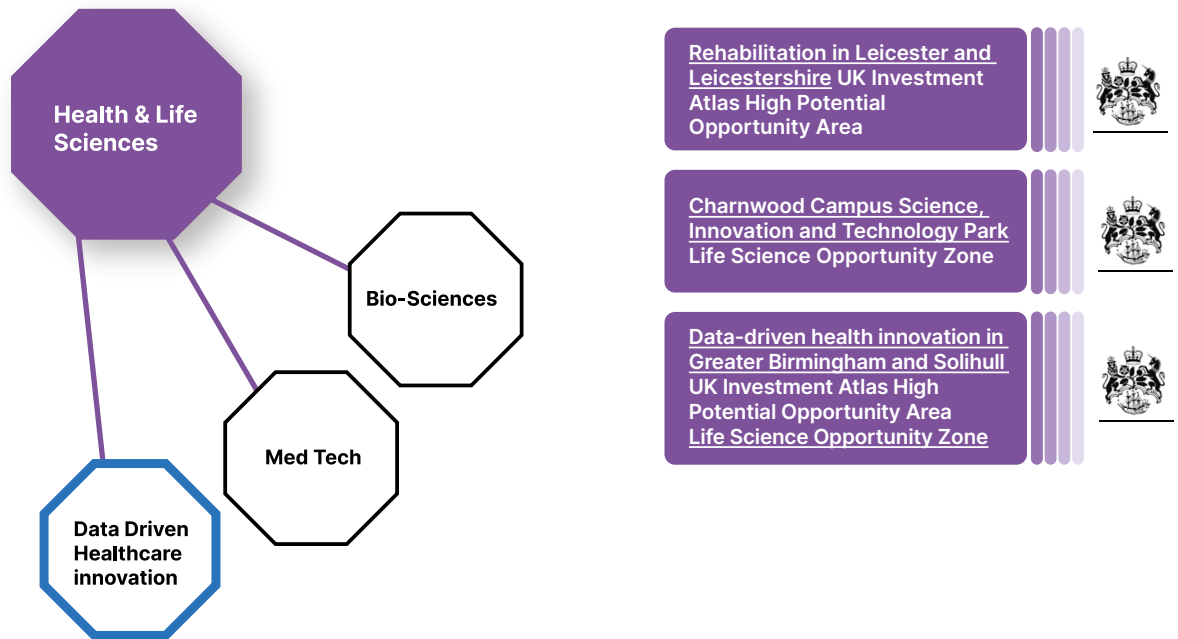 Health & Life
Sciences
Bio-Sciences
Med Tech
Data Driven
Healthcare
innovation
Rehabilitation in Leicester and
Leicestershire UK Investment
Atlas High Potential
Opportunity Area
Charnwood Campus Science,
Innovation and Technology Park
Life Science Opportunity Zone
Data-driven health innovation in
Greater Birmingham and Solihull
UK Investment Atlas High
Potential Opportunity Area
Life Science Opportunity Zone